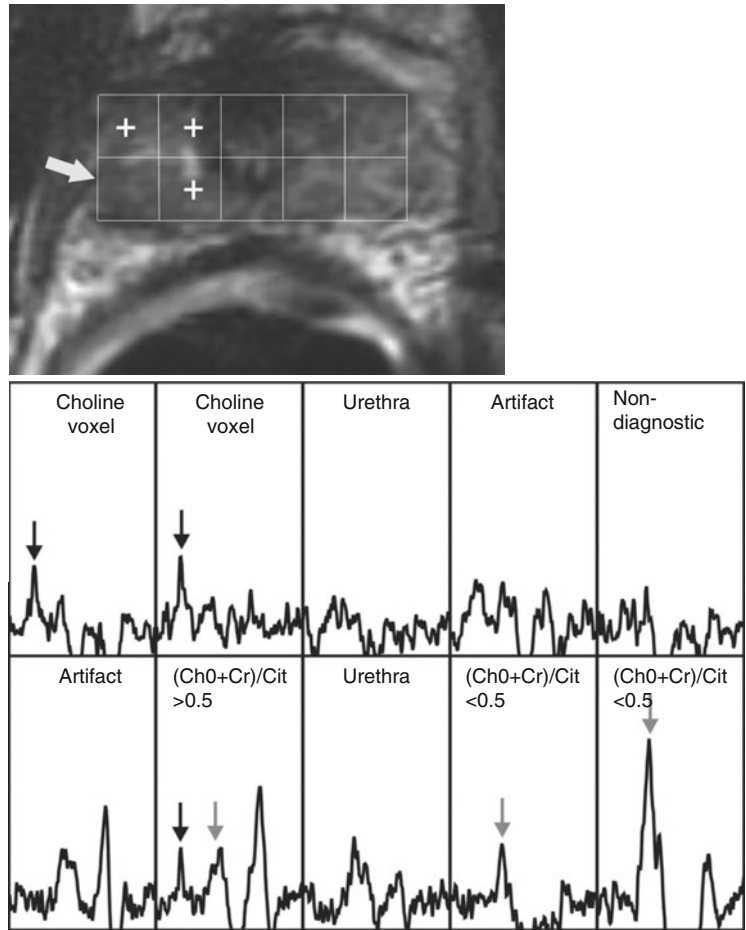 Choline
voxel
Choline
voxel
Urethra
Artifact
Non-
diagnostic
Artifact
(Ch0+Cr)/Cit
>0.5
Urethra
(Ch0+Cr)/Cit
<0.5
(Ch0+Cr)/Cit
<0.5